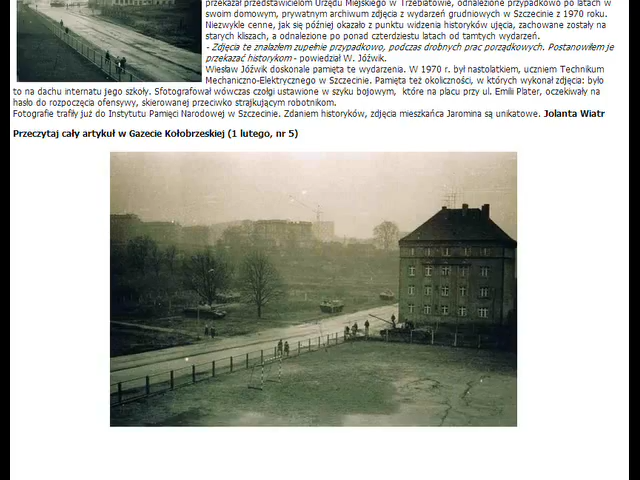 przekazał przedstawicielom Urzędu Miejskiego w Trzebiatowie, odnalezione przypadkowo po latach w
swoim domowym, prywatnym archiwum zdjęcia z wydarzeń grudniowych w Szczecinie z 1970 roku.
Niezwykle cenne, jak się później okazało z punktu widzenia historyków ujęcia, zachowane zostały na
starych kliszach, a odnalezione po ponad czterdziestu latach od tamtych wydarzeń.
- Zdjęcia te znalazłem zupełnie przypadkowo, podczas drobnych prac porządkowych. Postanowiłem je
przekazać historykom - powiedział W. Jóźwik.
Wiesław Jóźwik doskonale pamięta te wydarzenia. W 1970 r. był nastolatkiem, uczniem Technikum
Mechaniczno-Elektrycznego w Szczecinie. Pamięta też okoliczności, w których wykonał zdjęcia: było
to na dachu internatu jego szkoły. Sfotografował wówczas czołgi ustawione w szyku bojowym, które na placu przy ul. Emilii Plater, oczekiwały na
hasło do rozpoczęcia ofensywy, skierowanej przeciwko strajkującym robotnikom.
Fotografie trafiły już do Instytutu Pamięci Narodowej w Szczecinie. Zdaniem historyków, zdjęcia mieszkańca Jaromina są unikatowe. Jolanta Wiatr
Przeczytaj cały artykuł w Gazecie Kołobrzeskiej (1 lutego, nr 5)